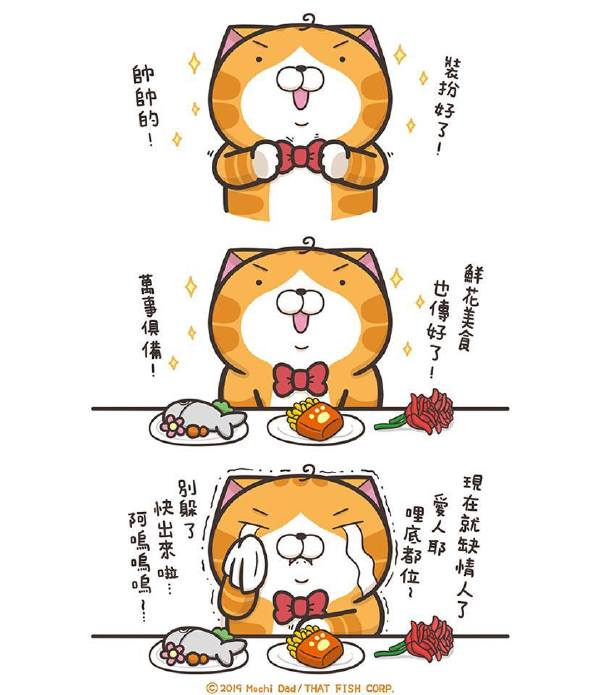 裝扮好了！
帥帥的！
鮮花美食
也傳好了！
萬事俱備！
現在就缺情人了
愛人耶
哩底都位~
別躲了
快出來啦…
阿嗚嗚嗚~…
©2019 Mochi Dad/THAT FISH CORP.